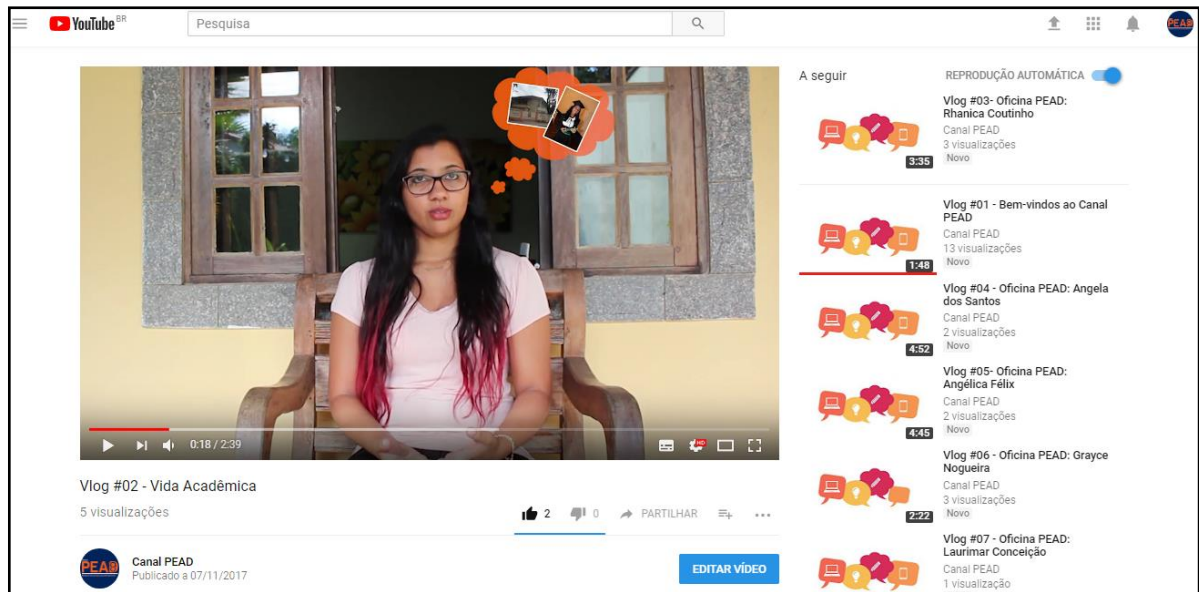 YouTube BR
Pesquisa
PEAD
A seguir
REPRODUÇÃO AUTOMÁTICA
Vlog #03- Oficina PEAD:
Rhanica Coutinho
Canal PEAD
3 visualizações
Novo
3:35
Vlog #01 - Bem-vindos ao Canal
PEAD
Canal PEAD
13 visualizações
Novo
1:48
Vlog #04 - Oficina PEAD: Angela
dos Santos
Canal PEAD
2 visualizações
Novo
4:52
Vlog #05- Oficina PEAD:
Angélica Félix
Canal PEAD
2 visualizações
Novo
4:45
Vlog #06 - Oficina PEAD: Grayce
Nogueira
Canal PEAD
3 visualizações
Novo
2:22
Vlog #07 - Oficina PEAD:
Laurimar Conceição
Canal PEAD
1 visualização
0:18 / 2:39
HD
Vlog #02 - Vida Acadêmica
5 visualizações
2
0
PARTILHAR
PEAD
Canal PEAD
Publicado a 07/11/2017
EDITAR VÍDEO